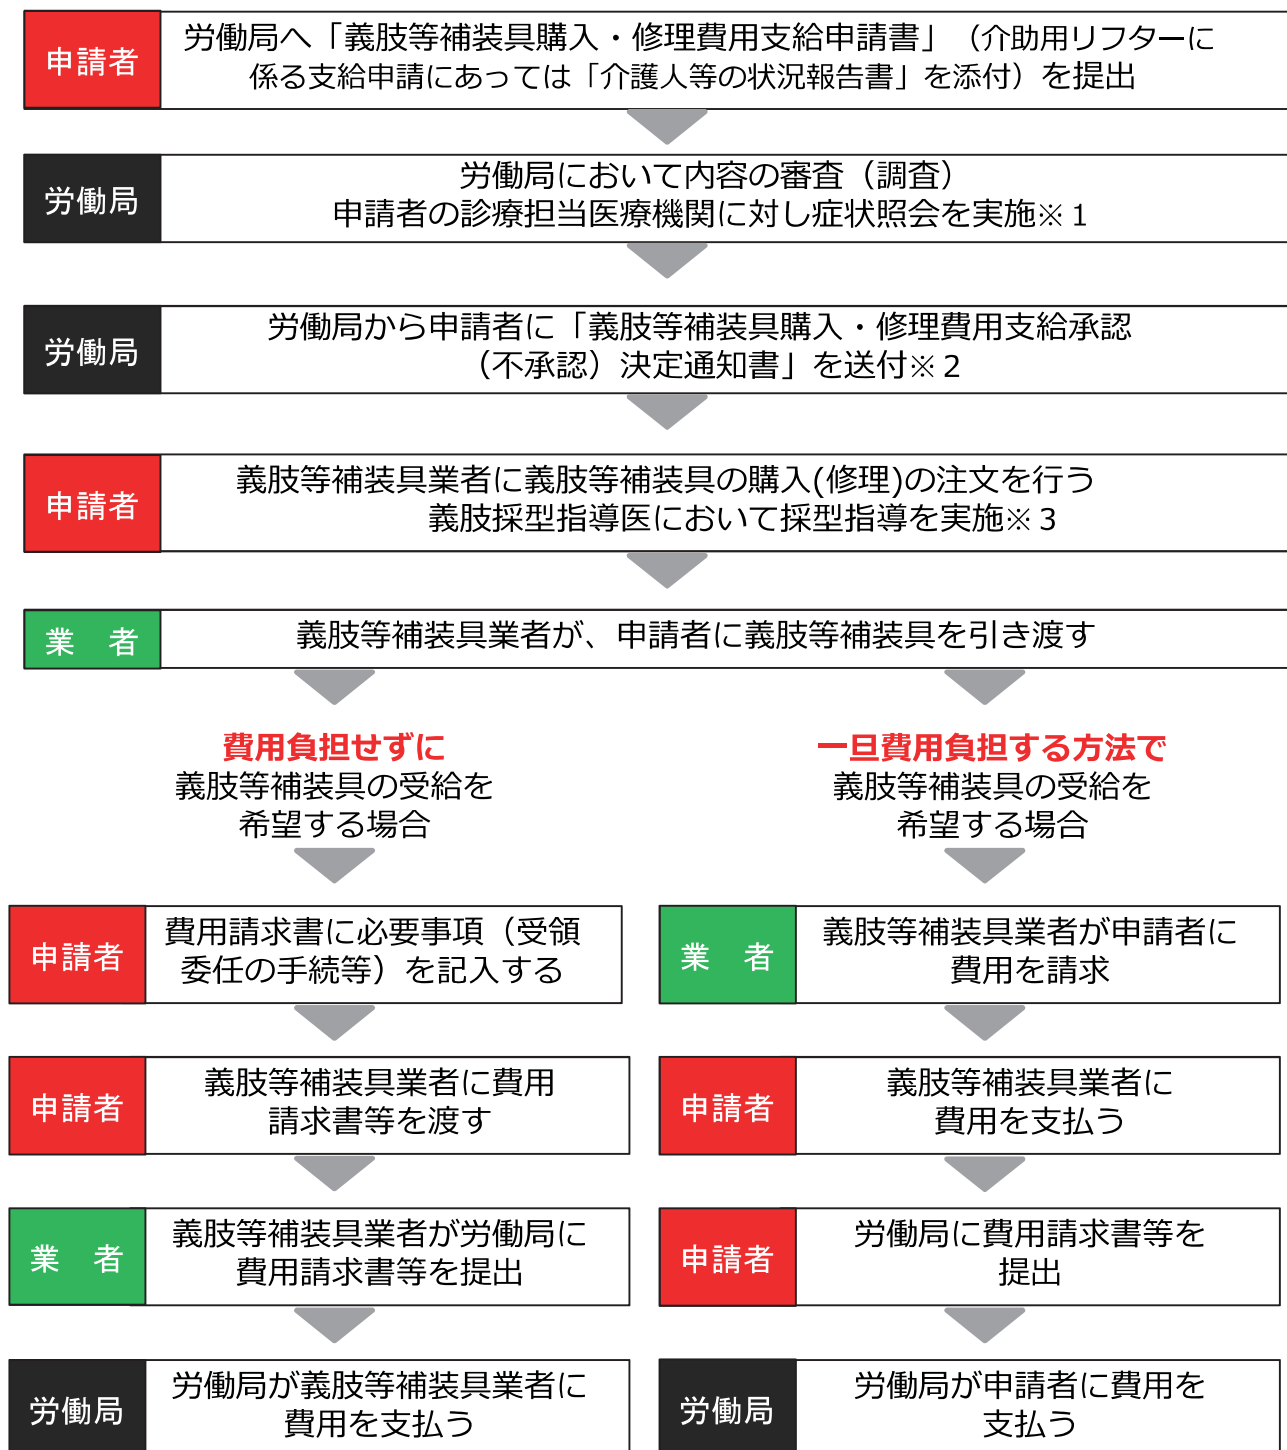 申請者
労働局へ「義肢等補装具購入・修理費用支給申請書」（介助用リフターに
係る支給申請にあっては「介護人等の状況報告書」を添付）を提出
労働局
労働局において内容の審査（調査）
申請者の診療担当医療機関に対し症状照会を実施※１
労働局
労働局から申請者に「義肢等補装具購入・修理費用支給承認
（不承認）決定通知書」を送付※２
申請者
義肢等補装具業者に義肢等補装具の購入(修理)の注文を行う
義肢採型指導医において採型指導を実施※３
業　者
義肢等補装具業者が、申請者に義肢等補装具を引き渡す
費用負担せずに
義肢等補装具の受給を
希望する場合
一旦費用負担する方法で
義肢等補装具の受給を
希望する場合
申請者
費用請求書に必要事項（受領
委任の手続等）を記入する
業　者
義肢等補装具業者が申請者に
費用を請求
申請者
義肢等補装具業者に費用
請求書等を渡す
申請者
義肢等補装具業者に
費用を支払う
業　者
義肢等補装具業者が労働局に
費用請求書等を提出
申請者
労働局に費用請求書等を
提出
労働局
労働局が義肢等補装具業者に
費用を支払う
労働局
労働局が申請者に費用を
支払う